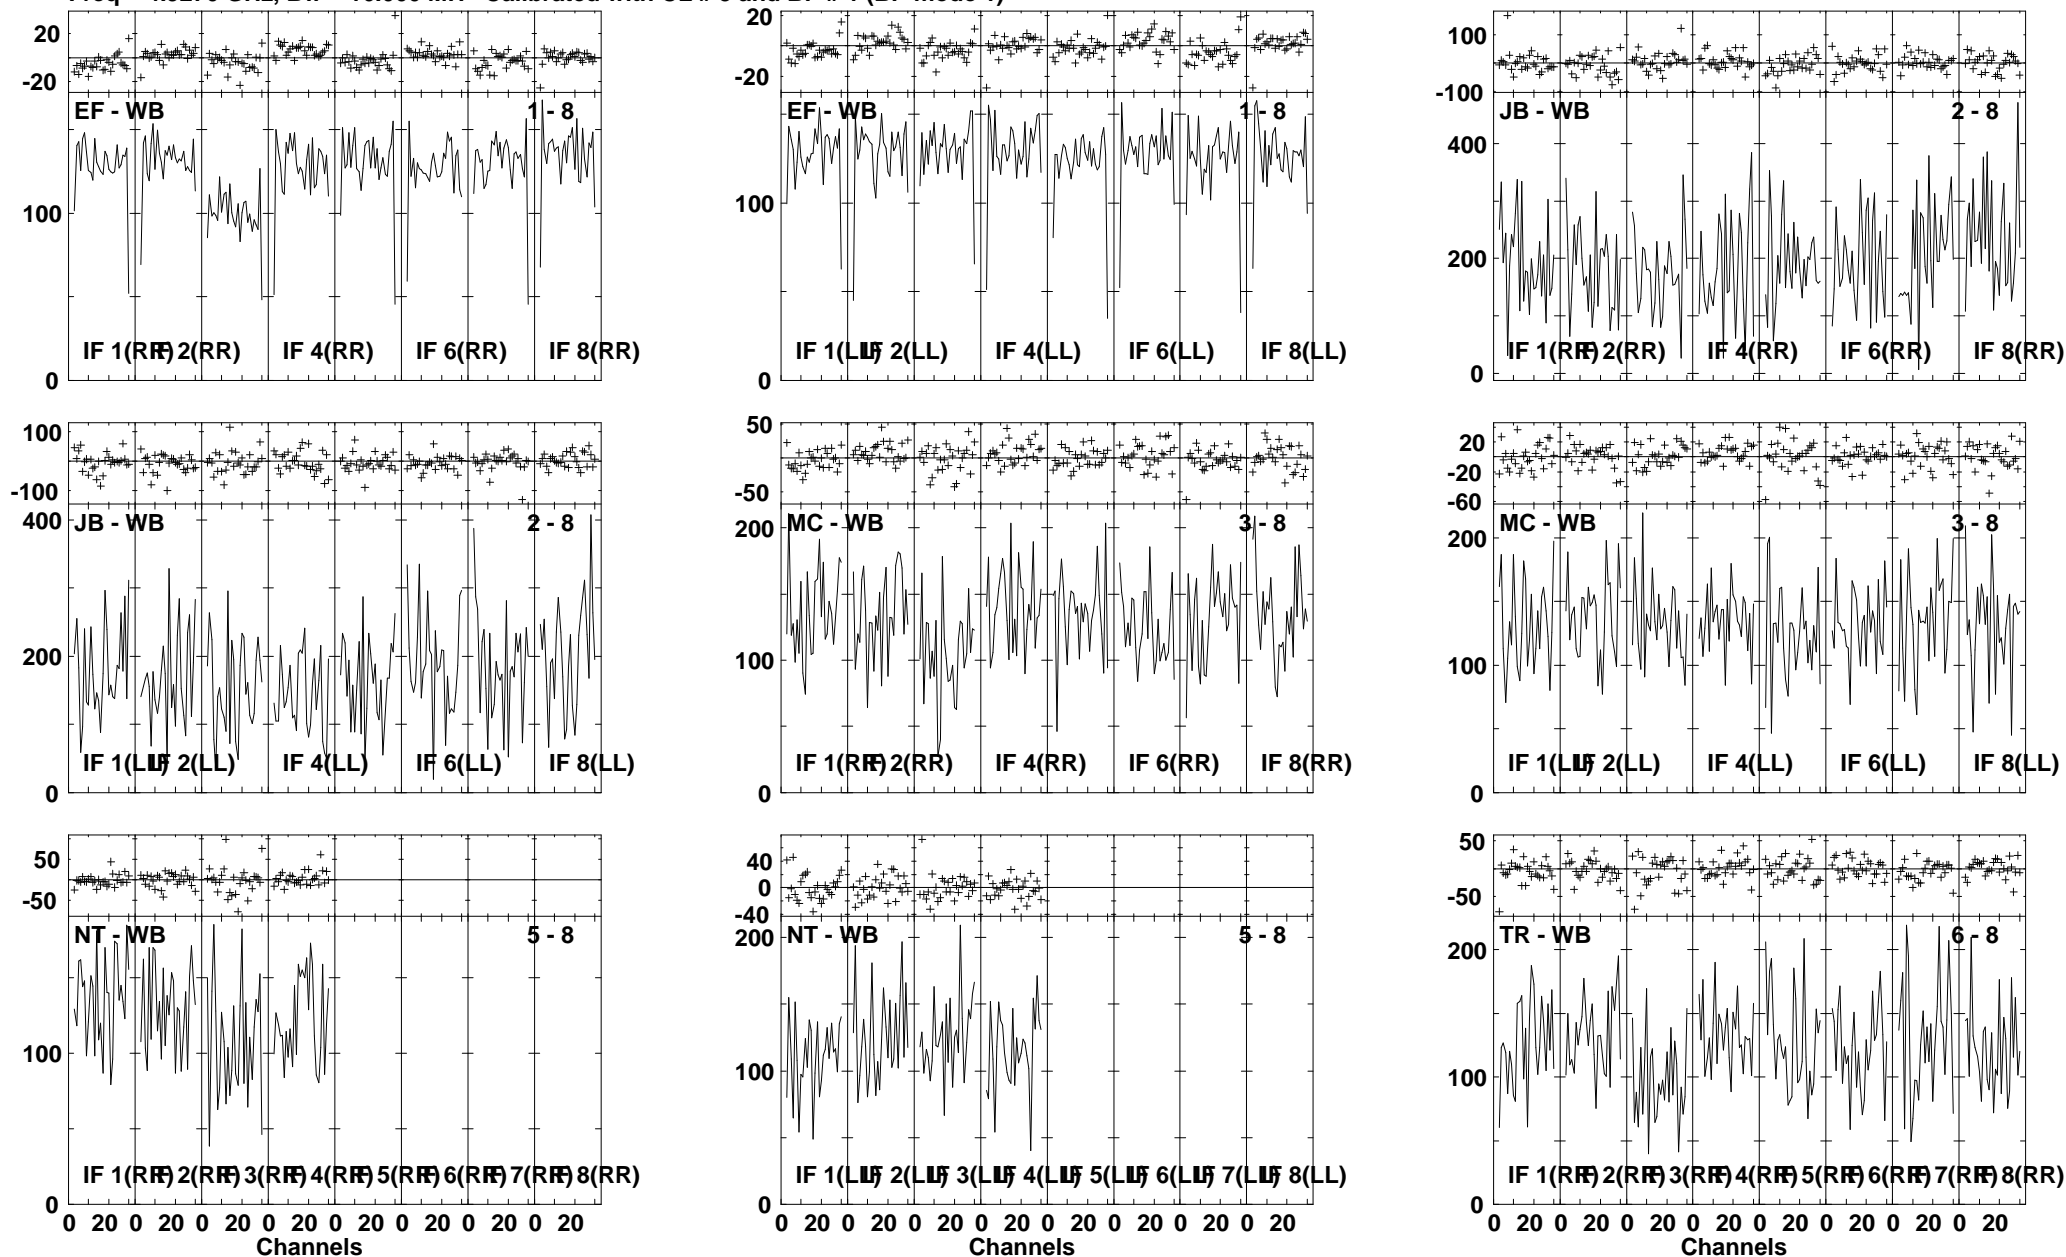 20
-20
EF - WB 1 - 8
100
IF 1(RR) IF 2(RR) IF 4(RR) IF 6(RR) IF 8(RR)
0
20
-20
EF - WB 1 - 8
100
IF 1(LL) IF 2(LL) IF 4(LL) IF 6(LL) IF 8(LL)
0
100
-100
JB - WB 2 - 8
400
200
IF 1(RR) IF 2(RR) IF 4(RR) IF 6(RR) IF 8(RR)
0
100
-100
400
JB - WB 2 - 8
200
IF 1(LL) IF 2(LL) IF 4(LL) IF 6(LL) IF 8(LL)
0
50
-50
200
MC - WB 3 - 8
100
IF 1(RR) IF 2(RR) IF 4(RR) IF 6(RR) IF 8(RR)
0
20
-20
-60
MC - WB 3 - 8
200
100
IF 1(LL) IF 2(LL) IF 4(LL) IF 6(LL) IF 8(LL)
0
50
-50
NT - WB 5 - 8
100
IF 1(RR) IF 2(RR) IF 3(RR) IF 4(RR) IF 5(RR) IF 6(RR) IF 7(RR) IF 8(RR)
0
0 20 0 20 0 20 0 20 0 20 0 20 0 20 0 20
Channels
40
0
-40
200
NT - WB 5 - 8
100
IF 1(LL) IF 2(LL) IF 3(LL) IF 4(LL) IF 5(LL) IF 6(LL) IF 7(LL) IF 8(LL)
0
0 20 0 20 0 20 0 20 0 20 0 20 0 20 0 20
Channels
50
-50
TR - WB 6 - 8
200
100
IF 1(RR) IF 2(RR) IF 3(RR) IF 4(RR) IF 5(RR) IF 6(RR) IF 7(RR) IF 8(RR)
0
0 20 0 20 0 20 0 20 0 20 0 20 0 20 0 20
Channels